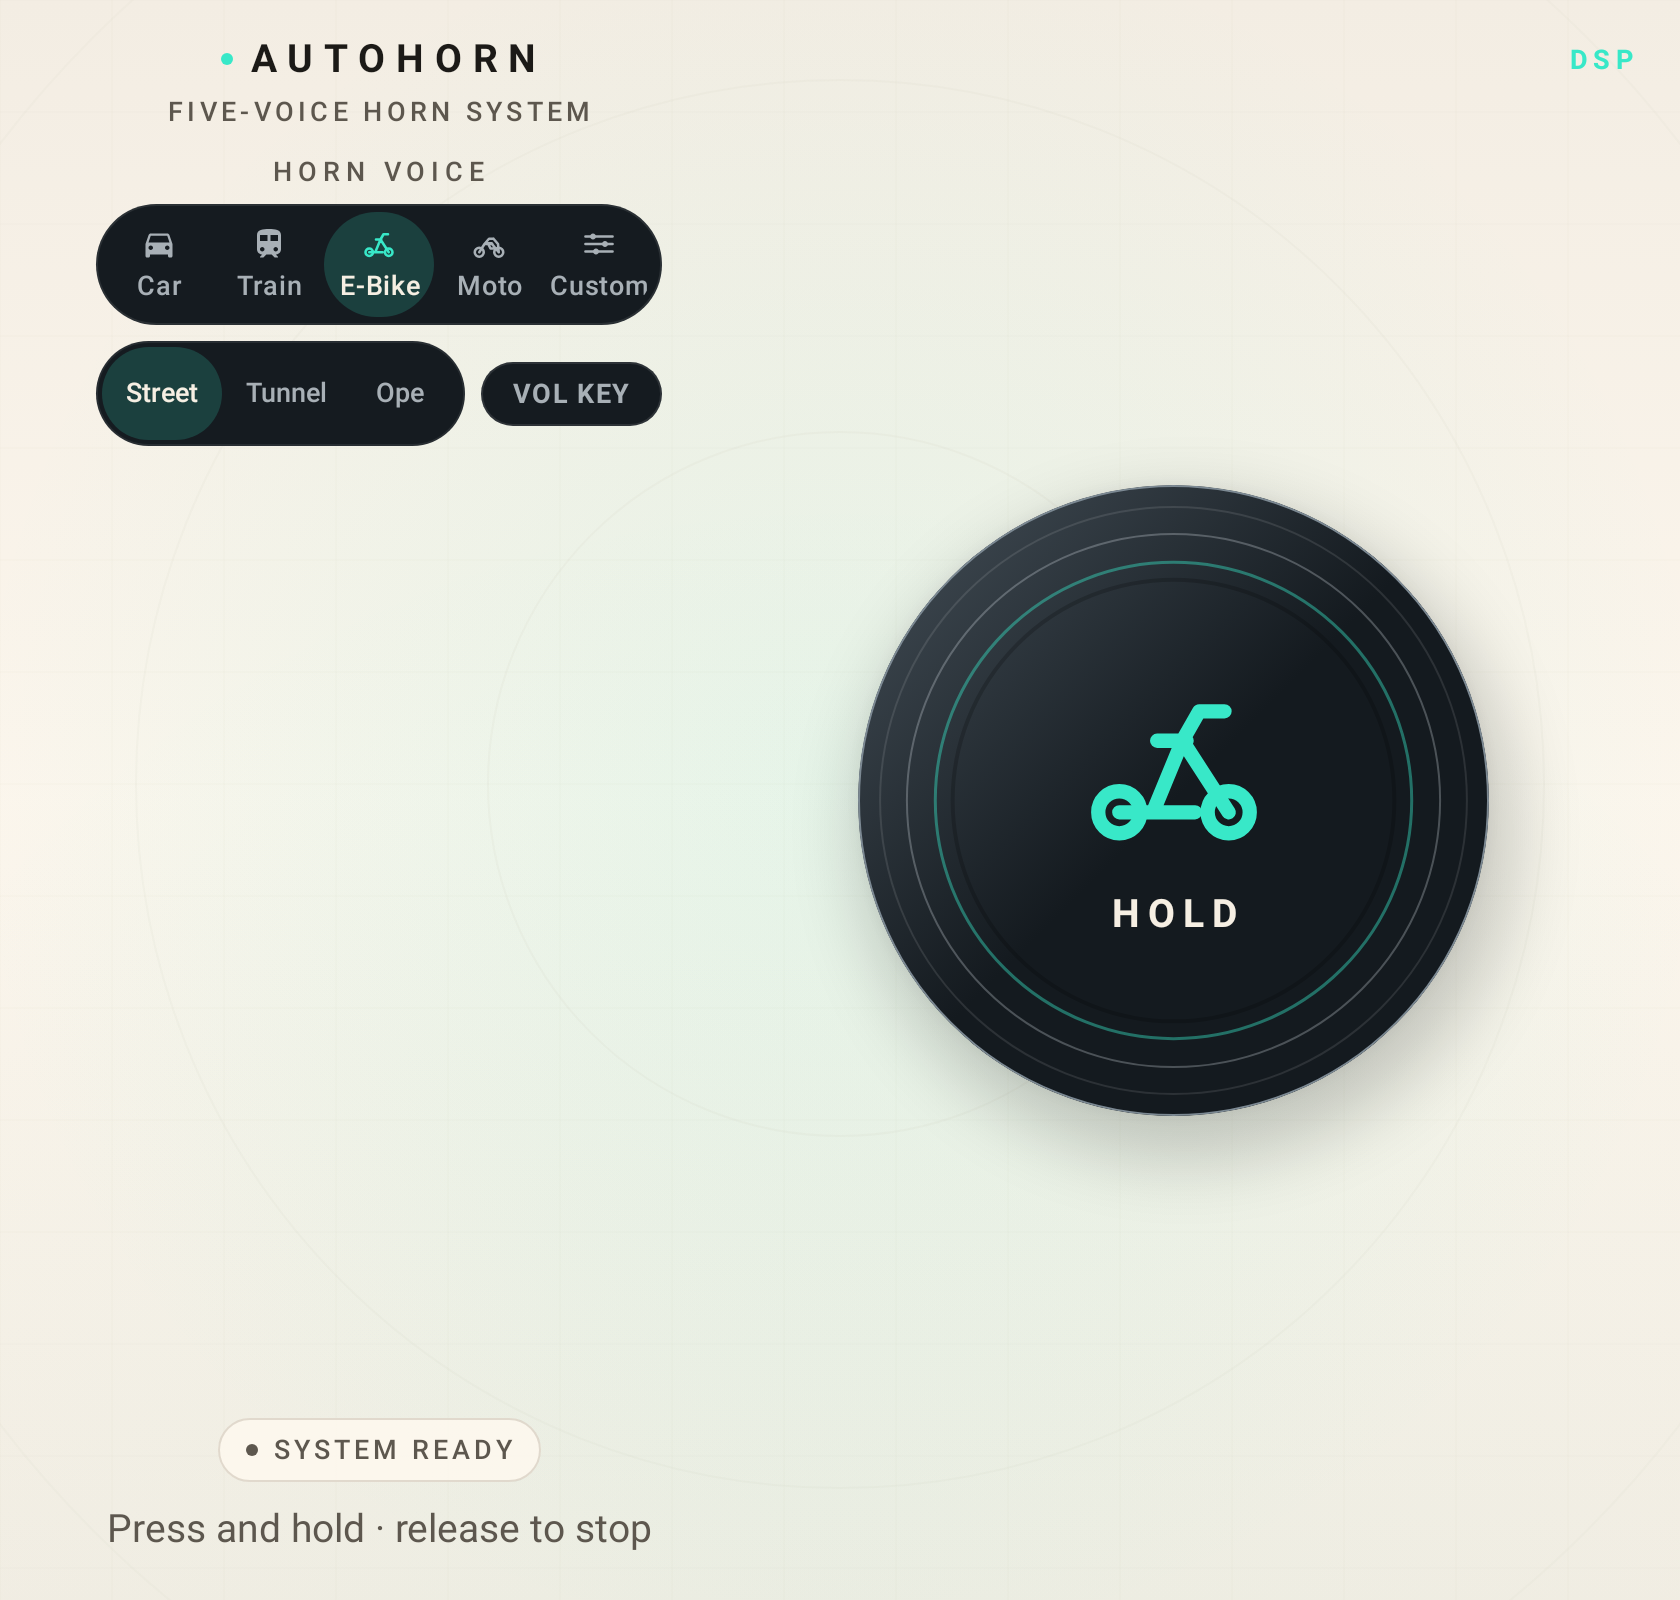 AUTOHORN
DSP
FIVE-VOICE HORN SYSTEM
HORN VOICE
Car Train E-Bike Moto Custom
Street Tunnel Ope VOL KEY
HOLD
SYSTEM READY
Press and hold · release to stop